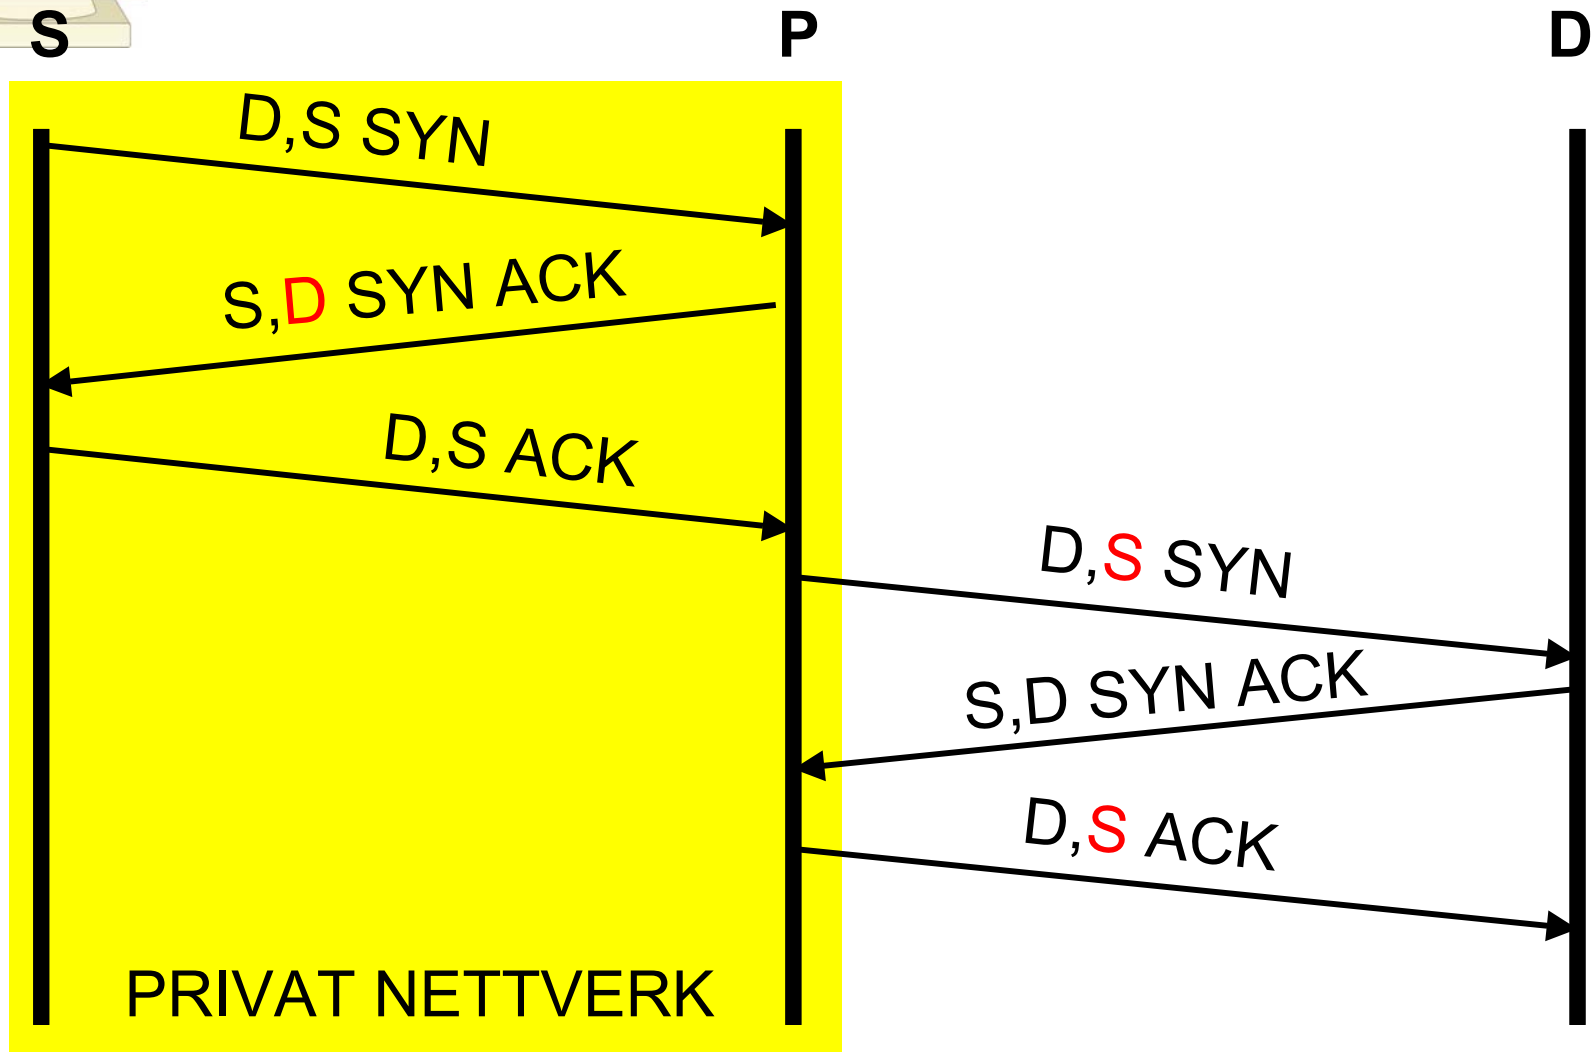 S P D
D,S SYN
S,D SYN ACK
D,S ACK
D,S SYN
S,D SYN ACK
D,S ACK
PRIVAT NETTVERK